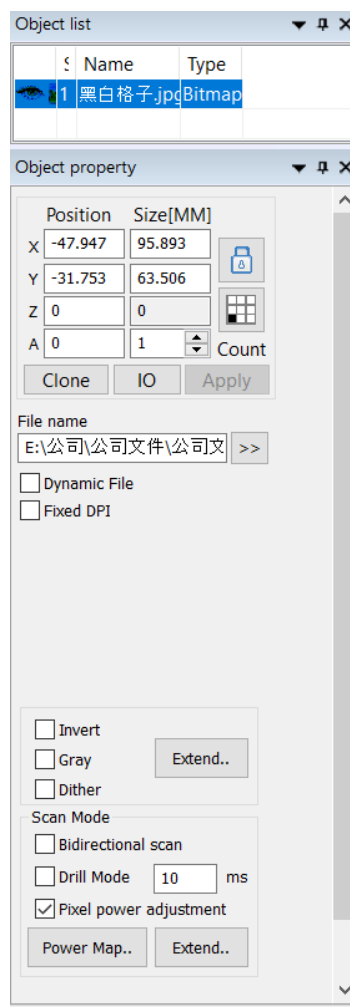 Object list
S Name Type
1 黑白格子.jpg Bitmap
Object property
Position Size[MM]
X -47.947 95.893
Y -31.753 63.506
Z 0 0
A 0 1 Count
Clone IO Apply
File name
E:\公司\公司文件\公司文 >>
Dynamic File
Fixed DPI
Invert
Gray Extend..
Dither
Scan Mode
Bidirectional scan
Drill Mode 10 ms
Pixel power adjustment
Power Map.. Extend..